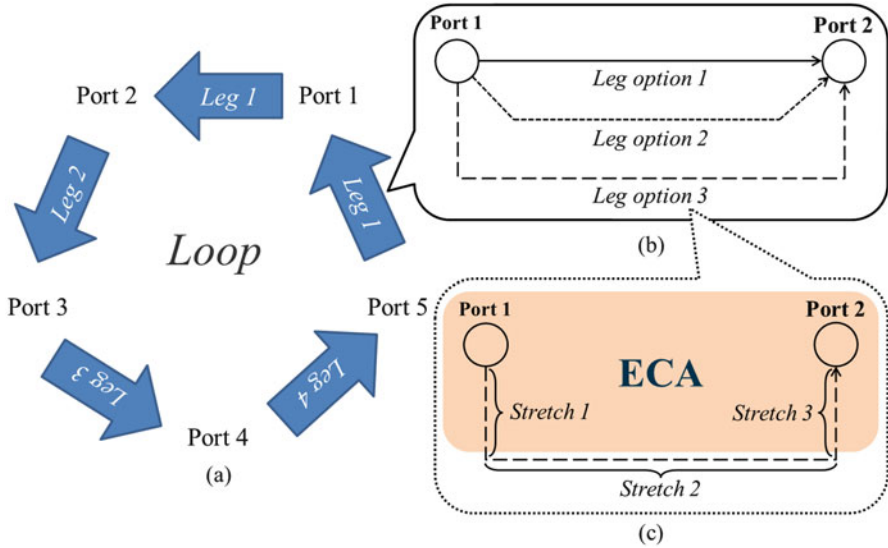 Port 2
Leg 1
Port 1
Leg 2
Leg 1
Loop
Port 3
Port 5
Leg 3
Leg 4
Port 4
(a)
Port 1
Port 2
Leg option 1
Leg option 2
Leg option 3
(b)
Port 1
Port 2
ECA
Stretch 1
Stretch 3
Stretch 2
(c)